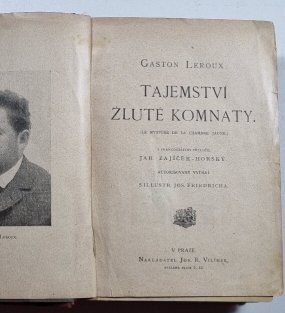 Leroux.
Gaston Leroux:
TAJEMSTVÍ
ŽLUTÉ KOMNATY.
(LE MYSTÈRE DE LA CHAMBRE JAUNE.)
Z FRANCOUZSKÉHO PŘELOŽIL
JAR. ZAJÍČEK-HORSKÝ.
AUTORISOVANÉ VYDÁNÍ
S ILLUSTR. JOS. FRIEDRICHA.
V PRAZE.
Nakladatel Jos. R. Vilímek,